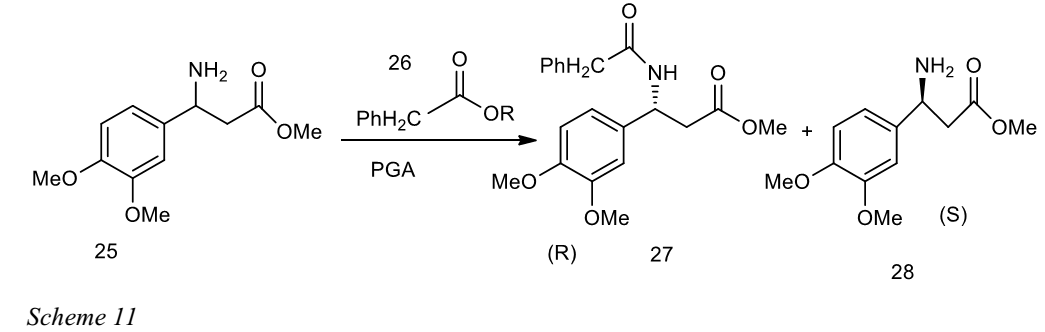 O
26 O PhH₂C NH
NH₂ O O NH₂ O
OMe PhH₂C OR OMe + OMe
PGA
MeO MeO MeO
OMe OMe OMe (S)
25 (R) 27
28
Scheme 11